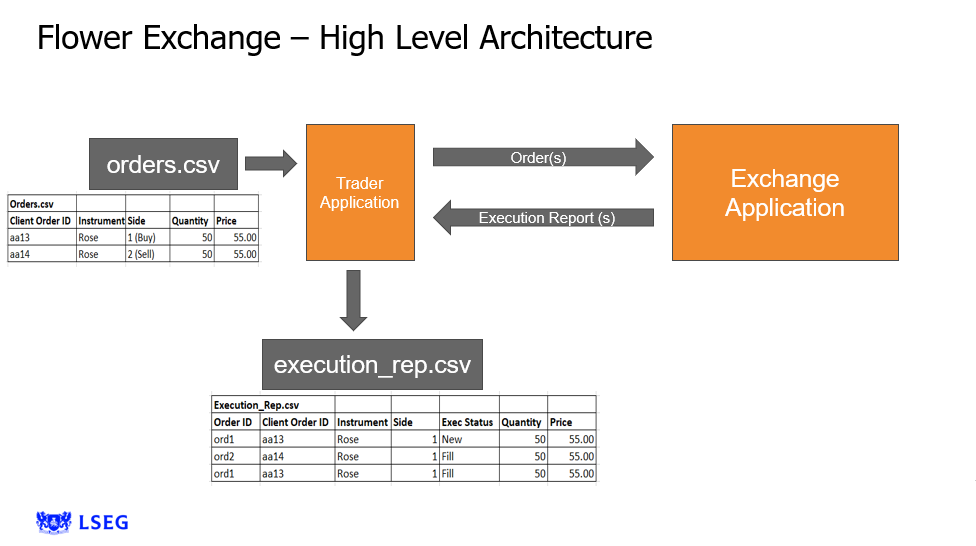 Flower Exchange – High Level Architecture
orders.csv
Orders.csv
Client Order ID Instrument Side Quantity Price
aa13 Rose 1 (Buy) 50 55.00
aa14 Rose 2 (Sell) 50 55.00
Trader
Application
Order(s)
Execution Report (s)
Exchange
Application
execution_rep.csv
Execution_Rep.csv
Order ID Client Order ID Instrument Side Exec Status Quantity Price
ord1 aa13 Rose 1 New 50 55.00
ord2 aa14 Rose 1 Fill 50 55.00
ord1 aa13 Rose 1 Fill 50 55.00
LSEG